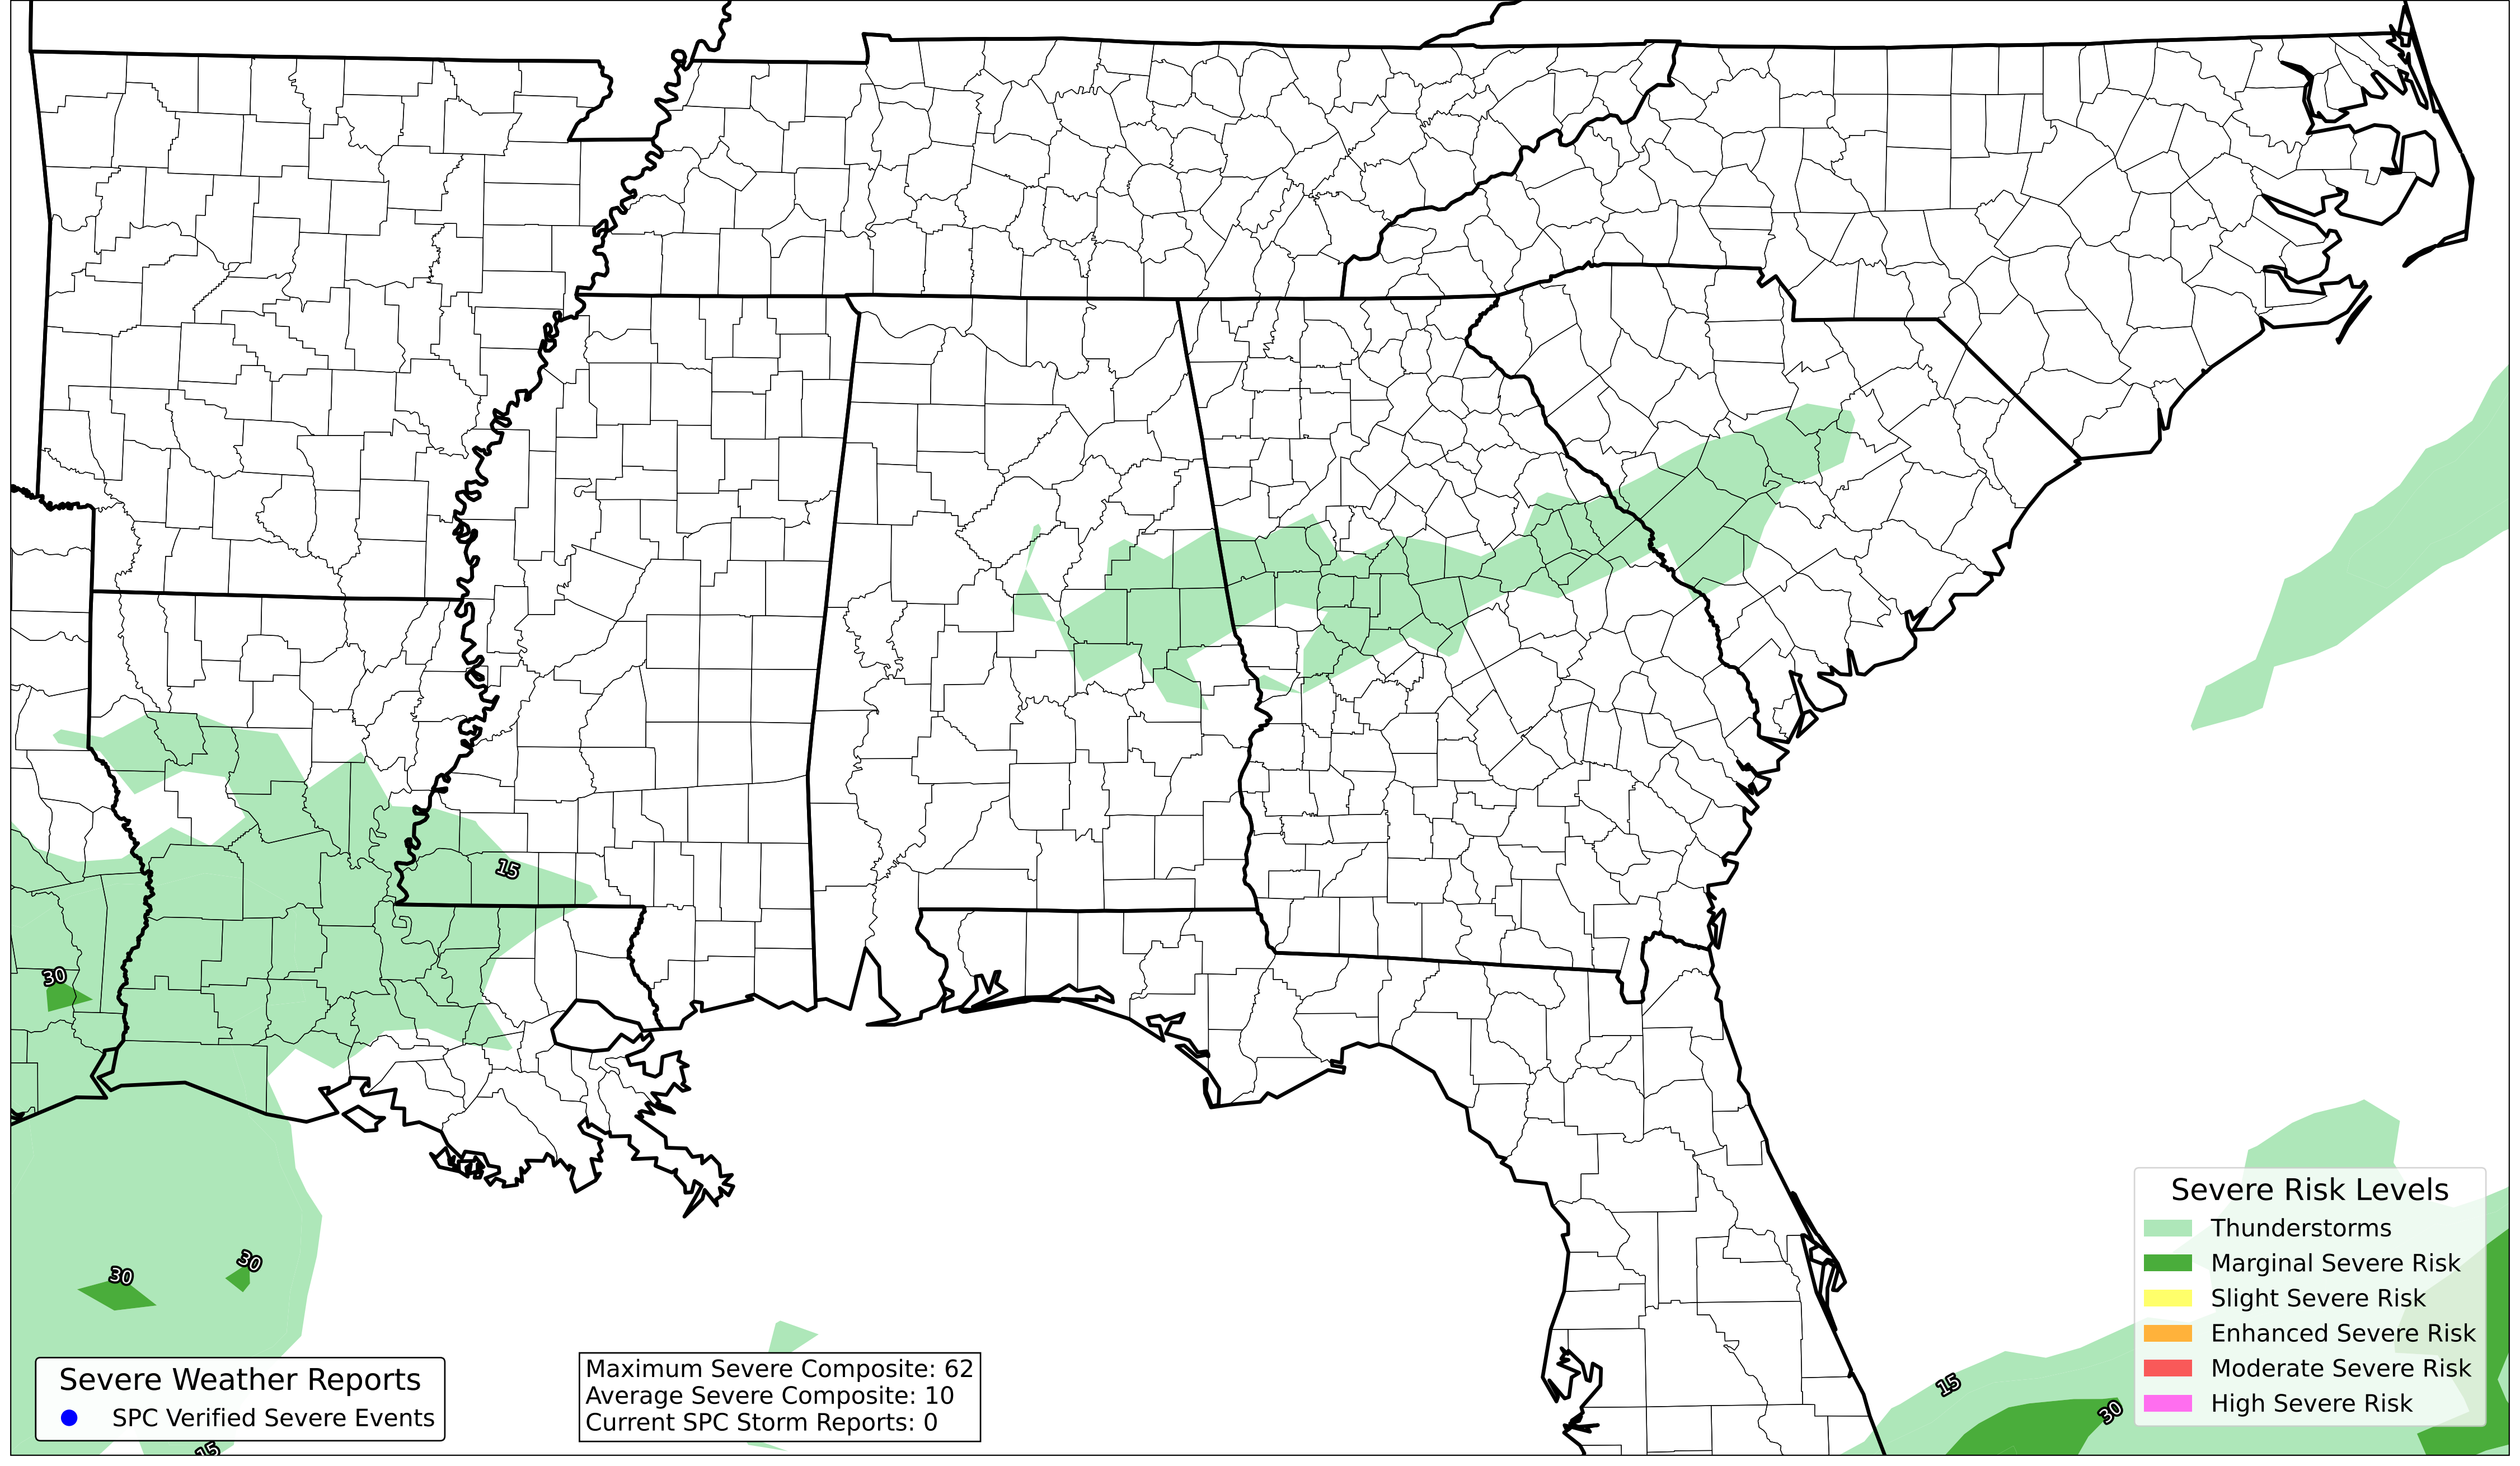 15
30
30
30
15
30
15
Severe Risk Levels
Thunderstorms
Marginal Severe Risk
Slight Severe Risk
Enhanced Severe Risk
Moderate Severe Risk
High Severe Risk
Severe Weather Reports
SPC Verified Severe Events
Maximum Severe Composite: 62
Average Severe Composite: 10
Current SPC Storm Reports: 0